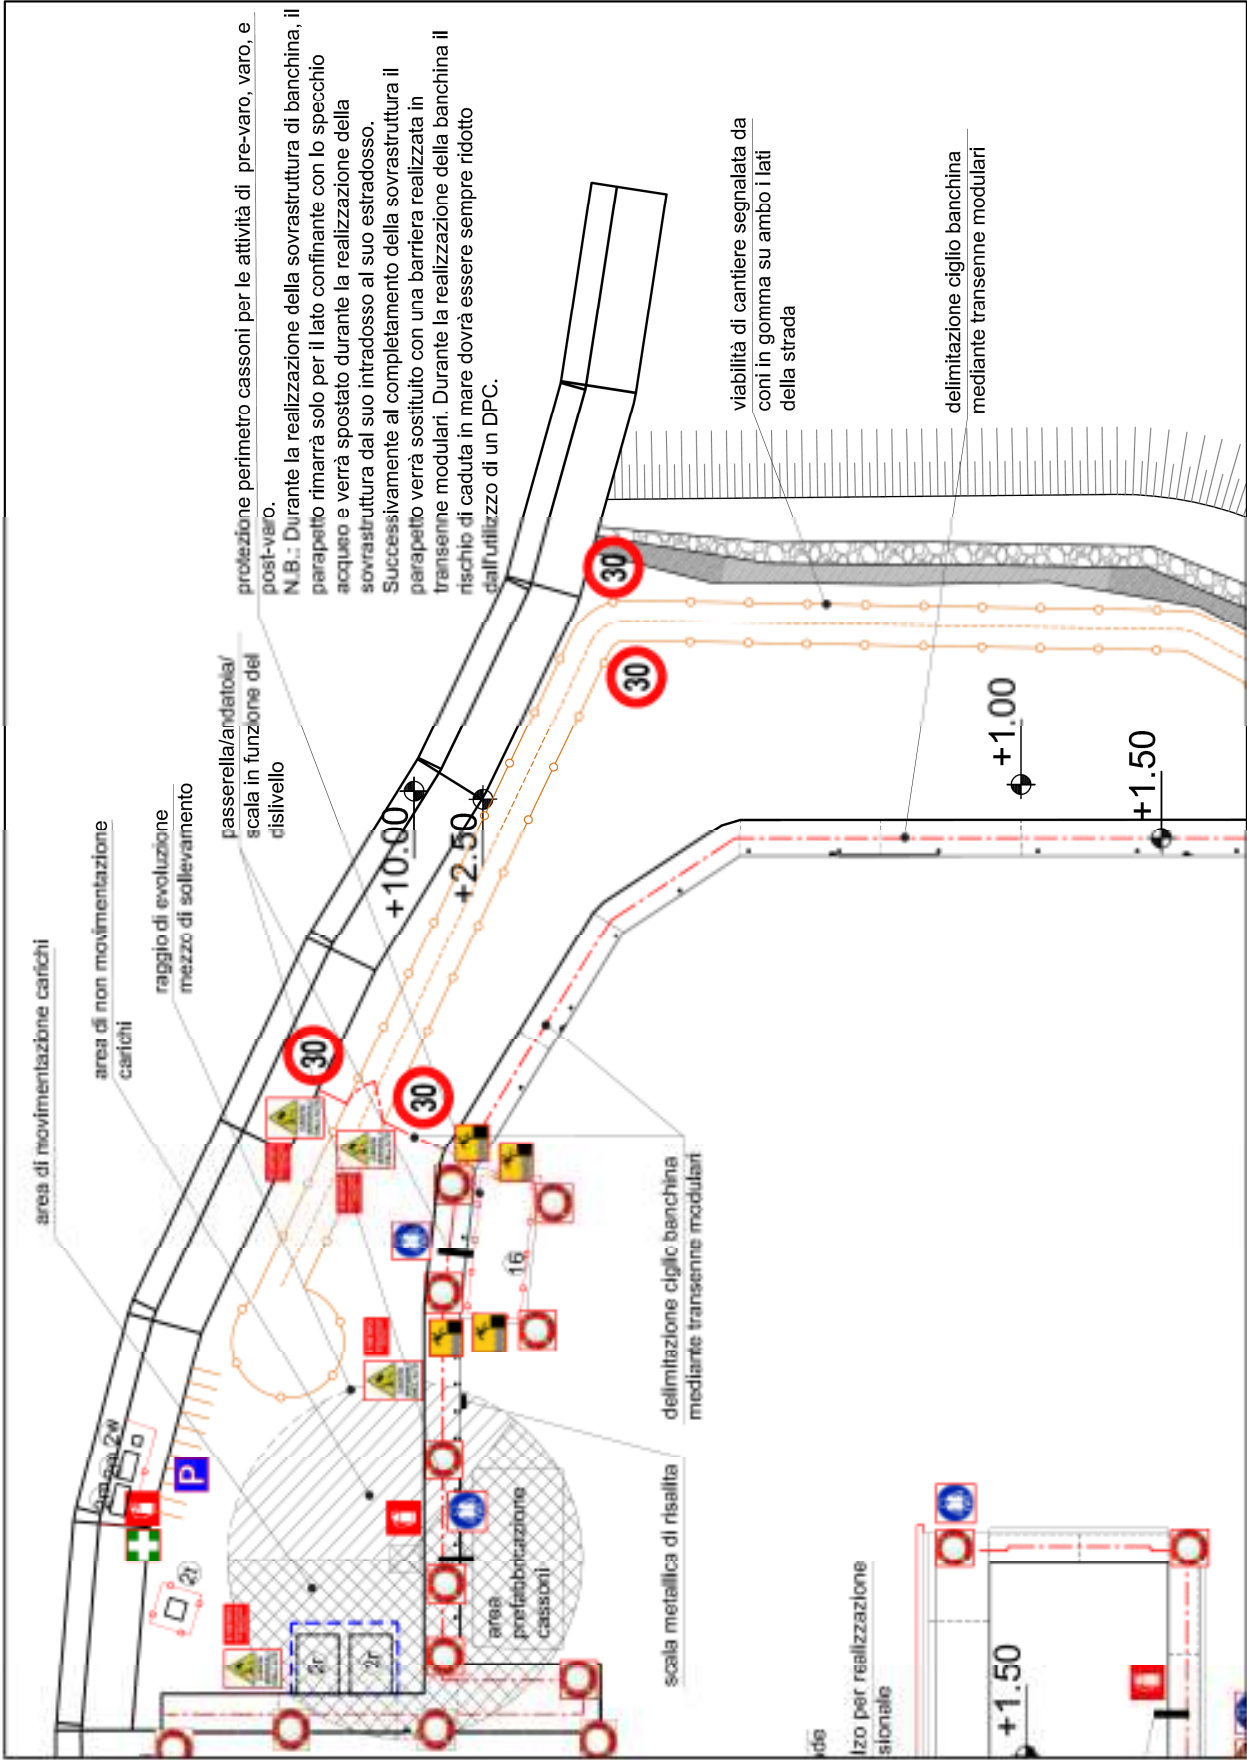 protezione perimetro cassoni per le attività di pre-varo, varo, e
post-varo.
N.B.: Durante la realizzazione della sovrastruttura di banchina, il
parapetto rimarrà solo per il lato confinante con lo specchio
acqueo e verrà spostato durante la realizzazione della
sovrastruttura dal suo intradosso al suo estradosso.
Successivamente al completamento della sovrastruttura il
parapetto verrà sostituito con una barriera realizzata in
transenne modulari. Durante la realizzazione della banchina il
rischio di caduta in mare dovrà essere sempre ridotto
dall'utilizzo di un DPC.
viabilità di cantiere segnalata da
coni in gomma su ambo i lati
della strada
delimitazione ciglio banchina
mediante transenne modulari
passerella/andatoia/
scala in funzione del
dislivello
raggio di evoluzione
mezzo di sollevamento
area di non movimentazione
carichi
area di movimentazione carichi
+10.00
+2.50
+1.00
+1.50
30
30
30
30
delimitazione ciglio banchina
mediante transenne modulari
scala metallica di risalita
16
P
2w
2r
2r
2r
area
prefabbricazione
cassoni
lzo per realizzazione
sionale
+1.50